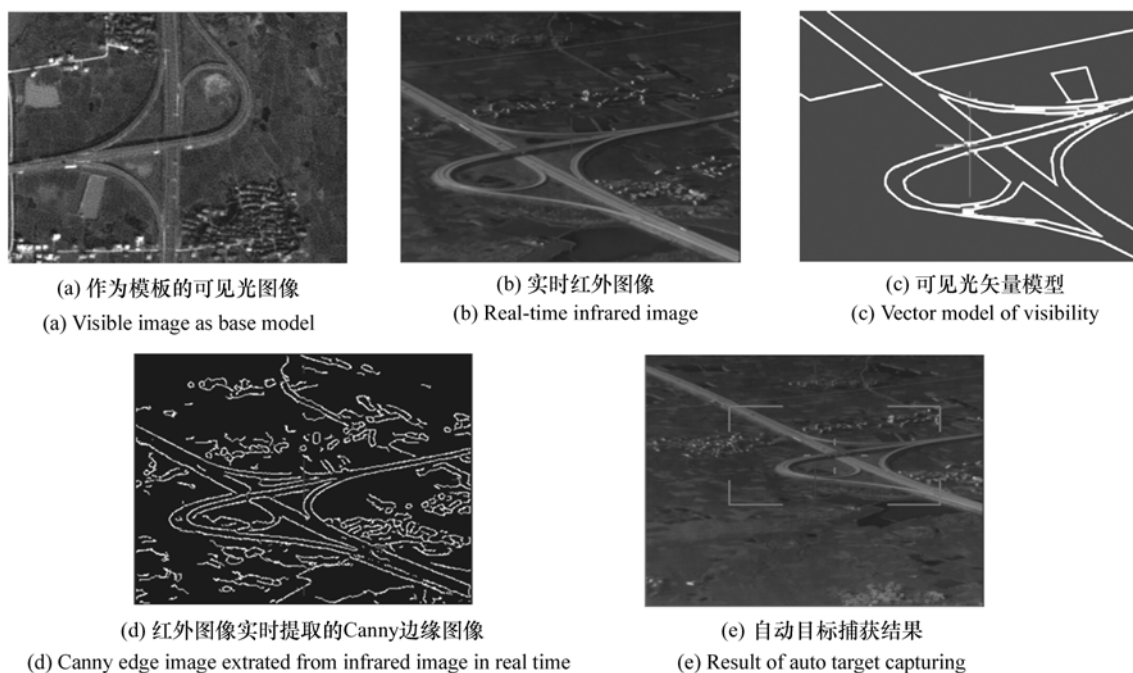 (a) 作为模板的可见光图像
(a) Visible image as base model
(b) 实时红外图像
(b) Real-time infrared image
(c) 可见光矢量模型
(c) Vector model of visibility
(d) 红外图像实时提取的Canny边缘图像
(d) Canny edge image extrated from infrared image in real time
(e) 自动目标捕获结果
(e) Result of auto target capturing